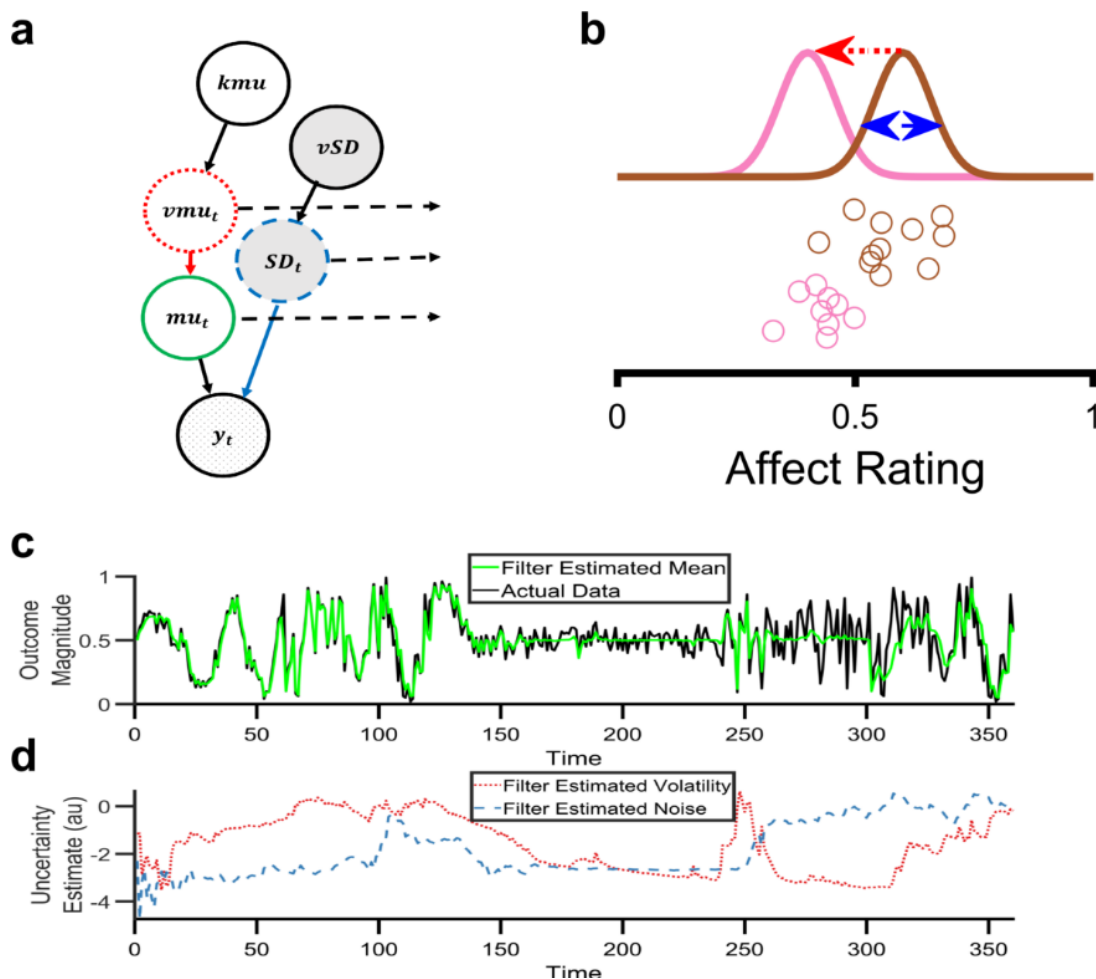 a
kmu
vSD
vmu_t
SD_t
mu_t
y_t
b
0
0.5
1
Affect Rating
c
Filter Estimated Mean
Actual Data
Outcome
Magnitude
1
0.5
0
0 50 100 150 200 250 300 350
Time
d
Filter Estimated Volatility
Filter Estimated Noise
Uncertainty
Estimate (au)
0
-2
-4
0 50 100 150 200 250 300 350
Time